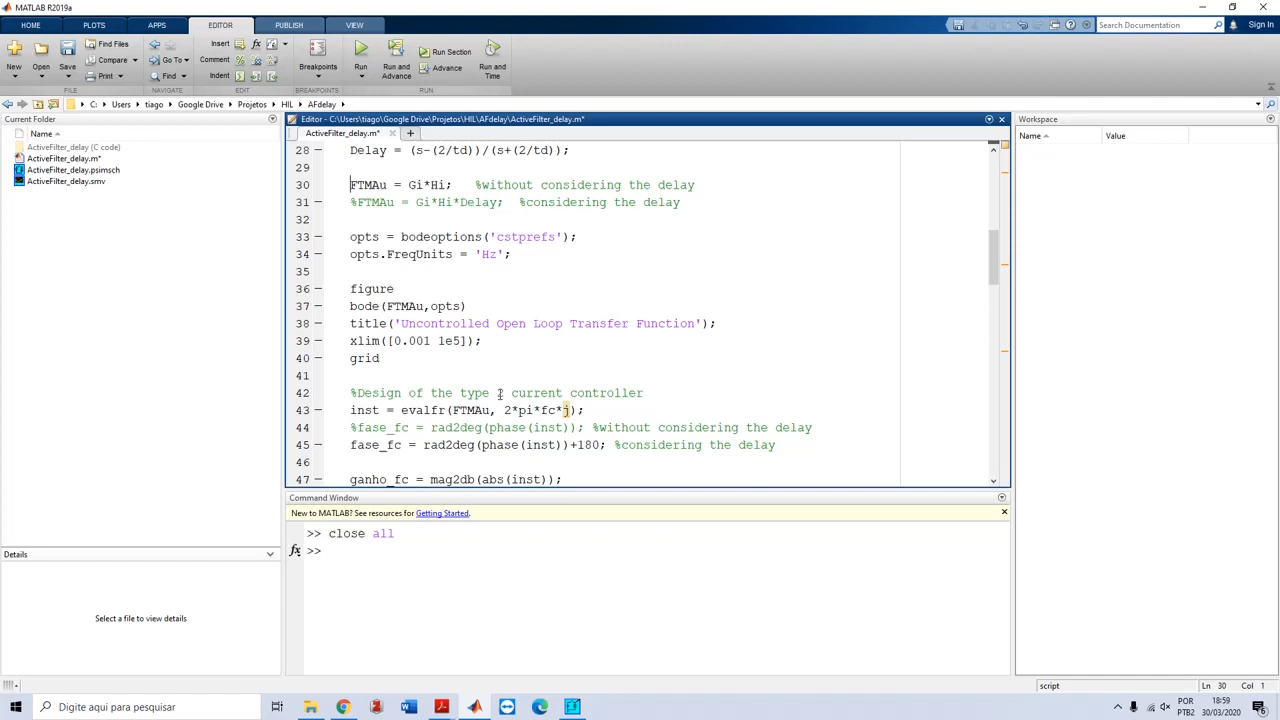 MATLAB R2019a
HOME PLOTS APPS EDITOR PUBLISH VIEW Search Documentation Sign In
New Open Save Find Files Compare Print Go To Find Insert Comment Indent fx Breakpoints Run Run and Advance Run Section Advance Run and Time
FILE NAVIGATE EDIT BREAKPOINTS RUN
C: Users tiago Google Drive Projetos HIL AFdelay
Current Folder
Name
ActiveFilter_delay (C code)
ActiveFilter_delay.m*
ActiveFilter_delay.psimsch
ActiveFilter_delay.smv
Details
Select a file to view details
Editor - C:\Users\tiago\Google Drive\Projetos\HIL\AFdelay\ActiveFilter_delay.m*
ActiveFilter_delay.m* +
28 Delay = (s-(2/td))/(s+(2/td));
29
30 FTMAu = Gi*Hi; %without considering the delay
31 %FTMAu = Gi*Hi*Delay; %considering the delay
32
33 opts = bodeoptions('cstprefs');
34 opts.FreqUnits = 'Hz';
35
36 figure
37 bode(FTMAu,opts)
38 title('Uncontrolled Open Loop Transfer Function');
39 xlim([0.001 1e5]);
40 grid
41
42 %Design of the type current controller
43 inst = evalfr(FTMAu, 2*pi*fc*j);
44 %fase_fc = rad2deg(phase(inst)); %without considering the delay
45 fase_fc = rad2deg(phase(inst))+180; %considering the delay
46
47 ganho_fc = mag2db(abs(inst));
Command Window
New to MATLAB? See resources for Getting Started.
>> close all
fx >>
Workspace
Name Value
script Ln 30 Col 1
Digite aqui para pesquisar
POR
PTB2
18:59
30/03/2020